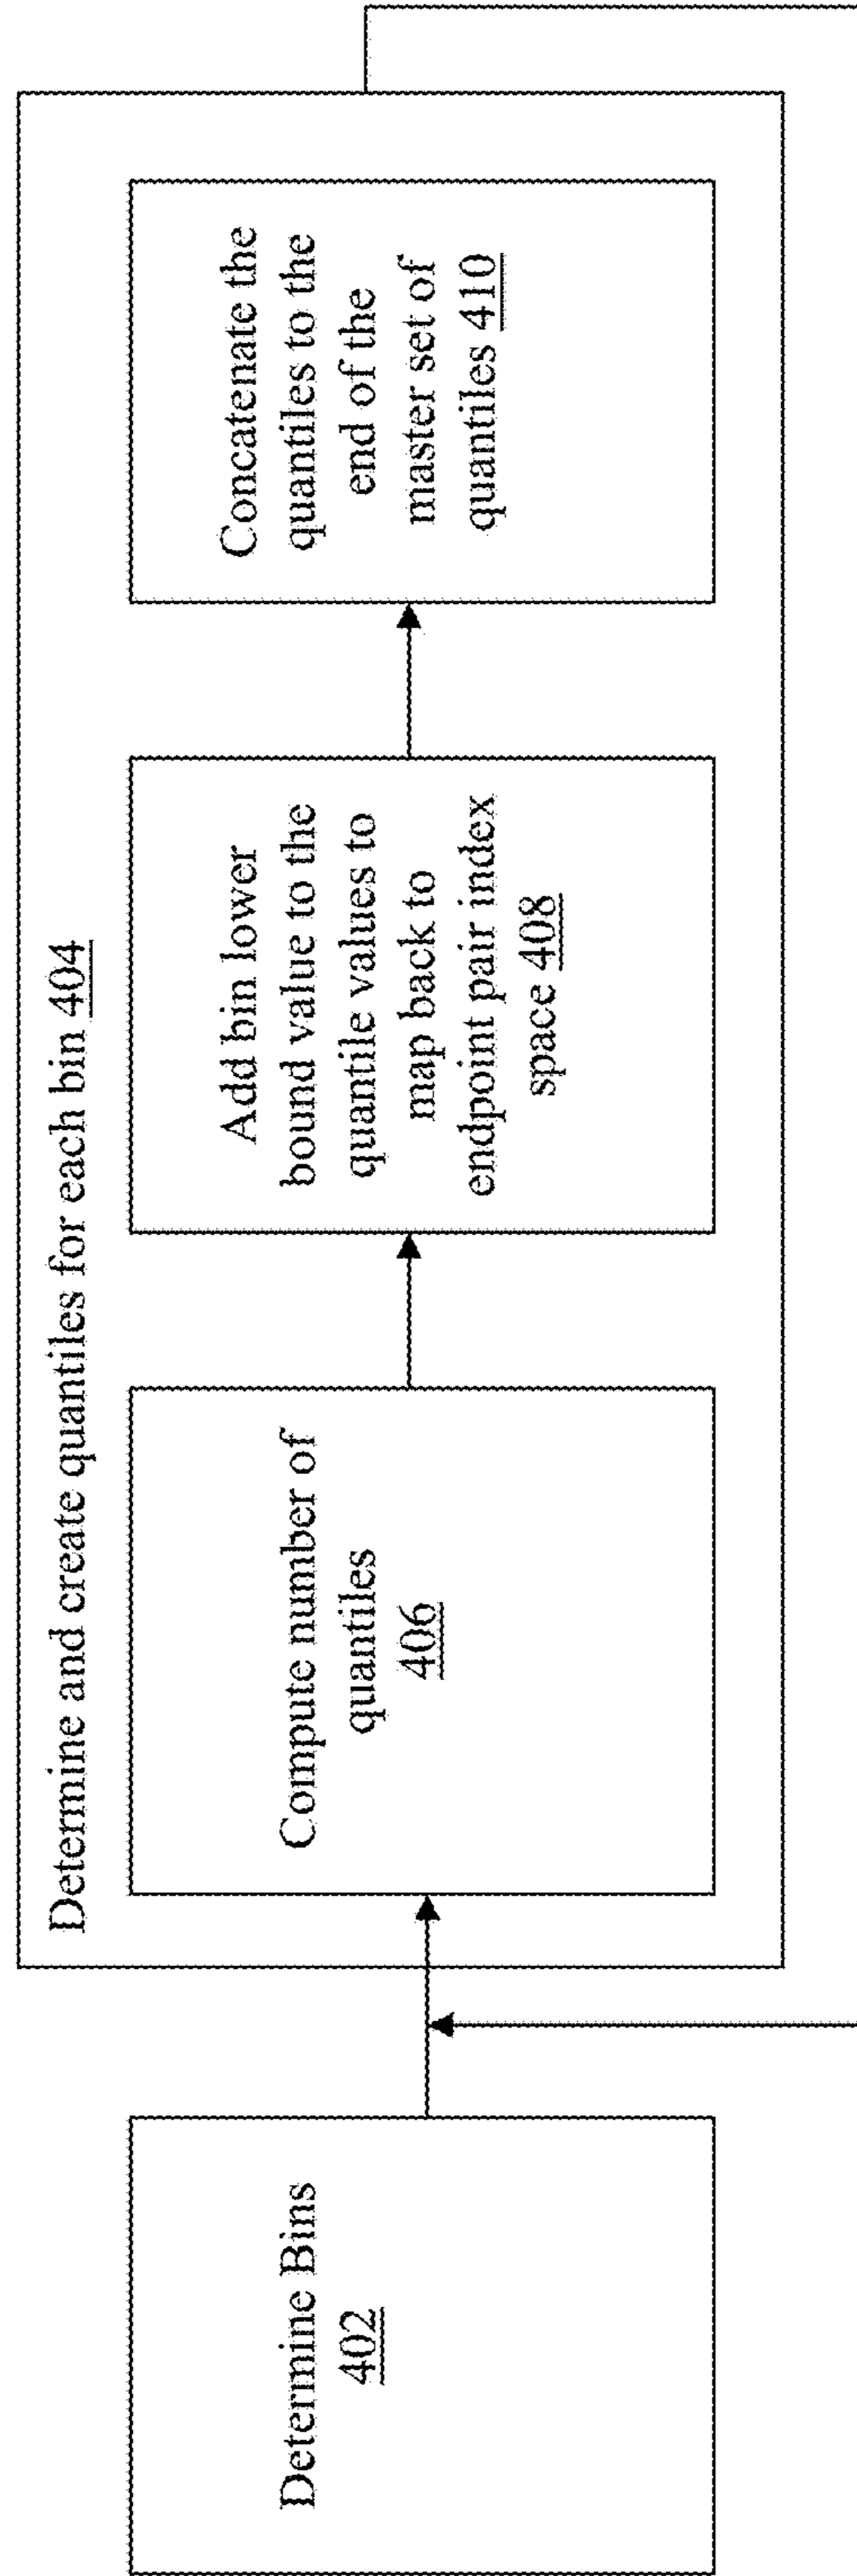 Determine Bins
402
Determine and create quantiles for each bin 404
Compute number of
quantiles
406
Add bin lower
bound value to the
quantile values to
map back to
endpoint pair index
space 408
Concatenate the
quantiles to the
end of the
master set of
quantiles 410